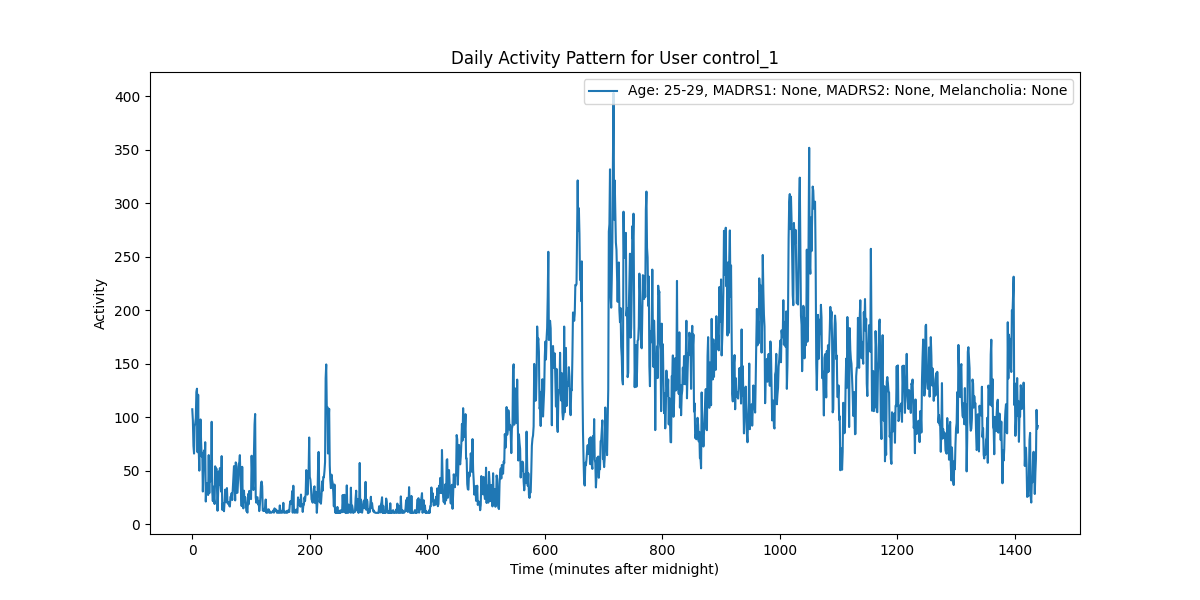 Daily Activity Pattern for User control_1
Age: 25-29, MADRS1: None, MADRS2: None, Melancholia: None
400
350
300
250
200
150
100
50
0
Activity
0 200 400 600 800 1000 1200 1400
Time (minutes after midnight)